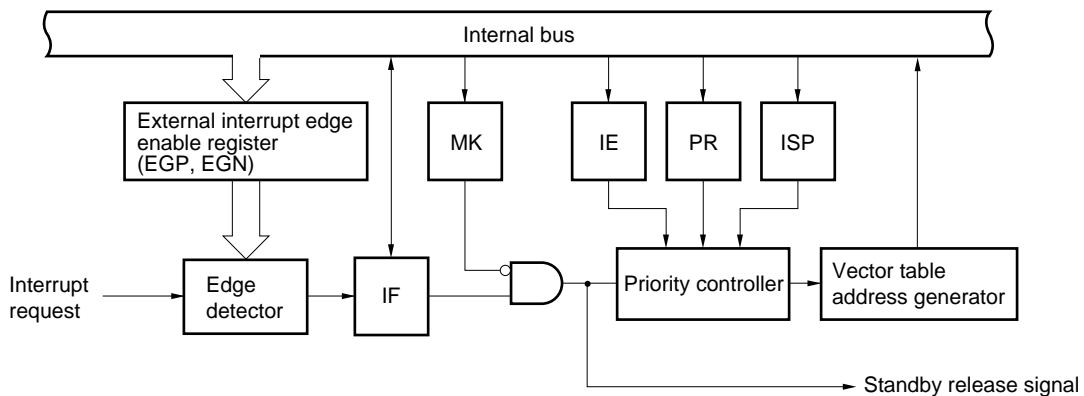 Internal bus
External interrupt edge
enable register
(EGP, EGN)
MK
IE
PR
ISP
Interrupt
request
Edge
detector
IF
Priority controller
Vector table
address generator
Standby release signal